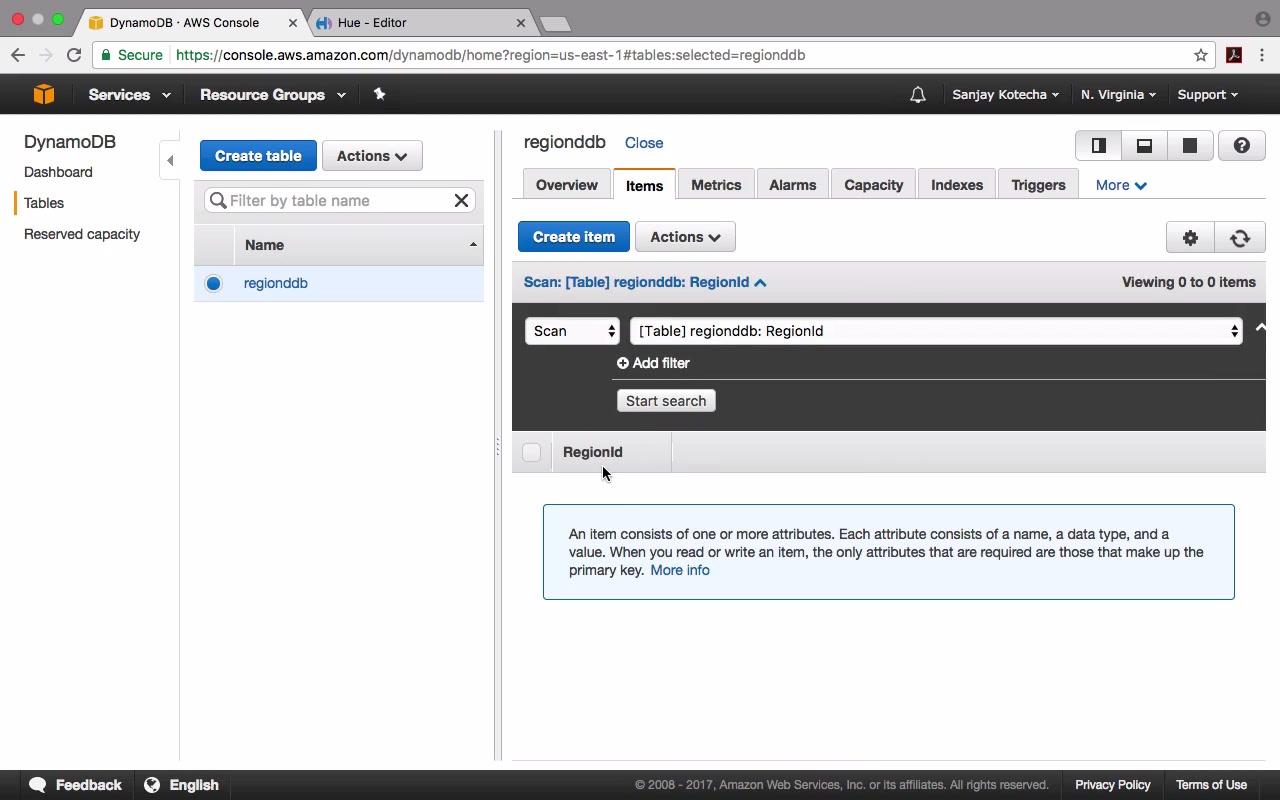 DynamoDB · AWS Console
Hue - Editor
Secure
https://console.aws.amazon.com/dynamodb/home?region=us-east-1#tables:selected=regionddb
Services
Resource Groups
Sanjay Kotecha
N. Virginia
Support
DynamoDB
Dashboard
Tables
Reserved capacity
Create table
Actions
Filter by table name
Name
regionddb
regionddb
Close
Overview
Items
Metrics
Alarms
Capacity
Indexes
Triggers
More
Create item
Actions
Scan: [Table] regionddb: RegionId
Viewing 0 to 0 items
Scan
[Table] regionddb: RegionId
Add filter
Start search
RegionId
An item consists of one or more attributes. Each attribute consists of a name, a data type, and a
value. When you read or write an item, the only attributes that are required are those that make up the
primary key. More info
Feedback
English
© 2008 - 2017, Amazon Web Services, Inc. or its affiliates. All rights reserved.
Privacy Policy
Terms of Use